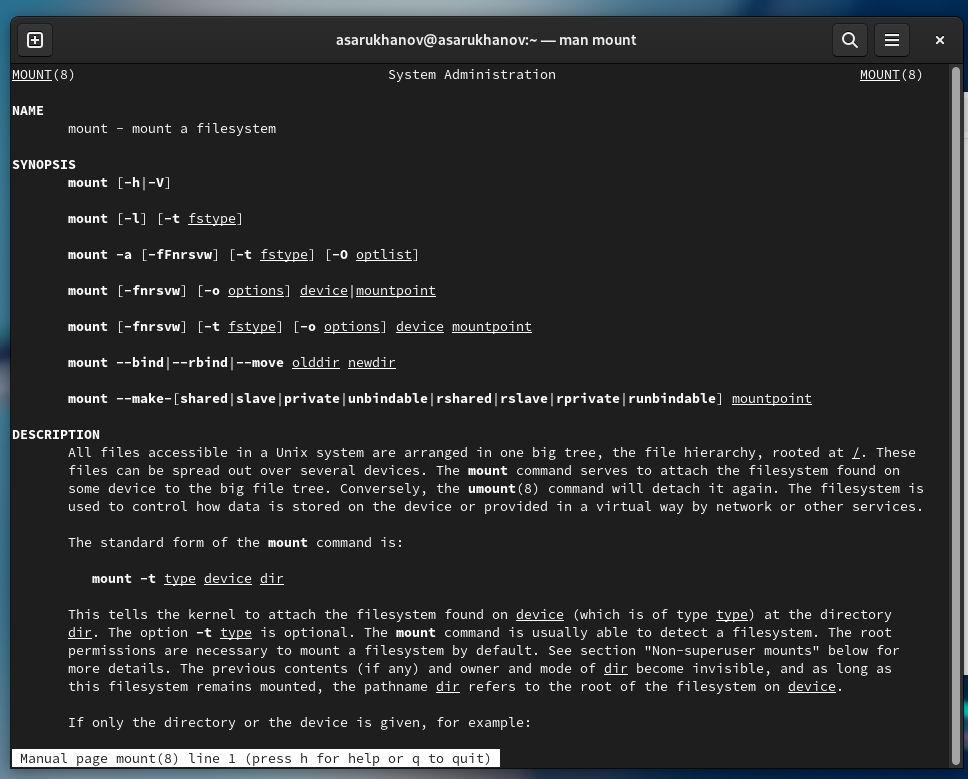 asarukhanov@asarukhanov:~ — man mount
MOUNT(8) System Administration MOUNT(8)
NAME
mount - mount a filesystem
SYNOPSIS
mount [-h|-V]
mount [-l] [-t fstype]
mount -a [-fFnrsvw] [-t fstype] [-O optlist]
mount [-fnrsvw] [-o options] device|mountpoint
mount [-fnrsvw] [-t fstype] [-o options] device mountpoint
mount --bind|--rbind|--move olddir newdir
mount --make-[shared|slave|private|unbindable|rshared|rslave|rprivate|runbindable] mountpoint
DESCRIPTION
All files accessible in a Unix system are arranged in one big tree, the file hierarchy, rooted at /. These
files can be spread out over several devices. The mount command serves to attach the filesystem found on
some device to the big file tree. Conversely, the umount(8) command will detach it again. The filesystem is
used to control how data is stored on the device or provided in a virtual way by network or other services.
The standard form of the mount command is:
mount -t type device dir
This tells the kernel to attach the filesystem found on device (which is of type type) at the directory
dir. The option -t type is optional. The mount command is usually able to detect a filesystem. The root
permissions are necessary to mount a filesystem by default. See section "Non-superuser mounts" below for
more details. The previous contents (if any) and owner and mode of dir become invisible, and as long as
this filesystem remains mounted, the pathname dir refers to the root of the filesystem on device.
If only the directory or the device is given, for example:
Manual page mount(8) line 1 (press h for help or q to quit)